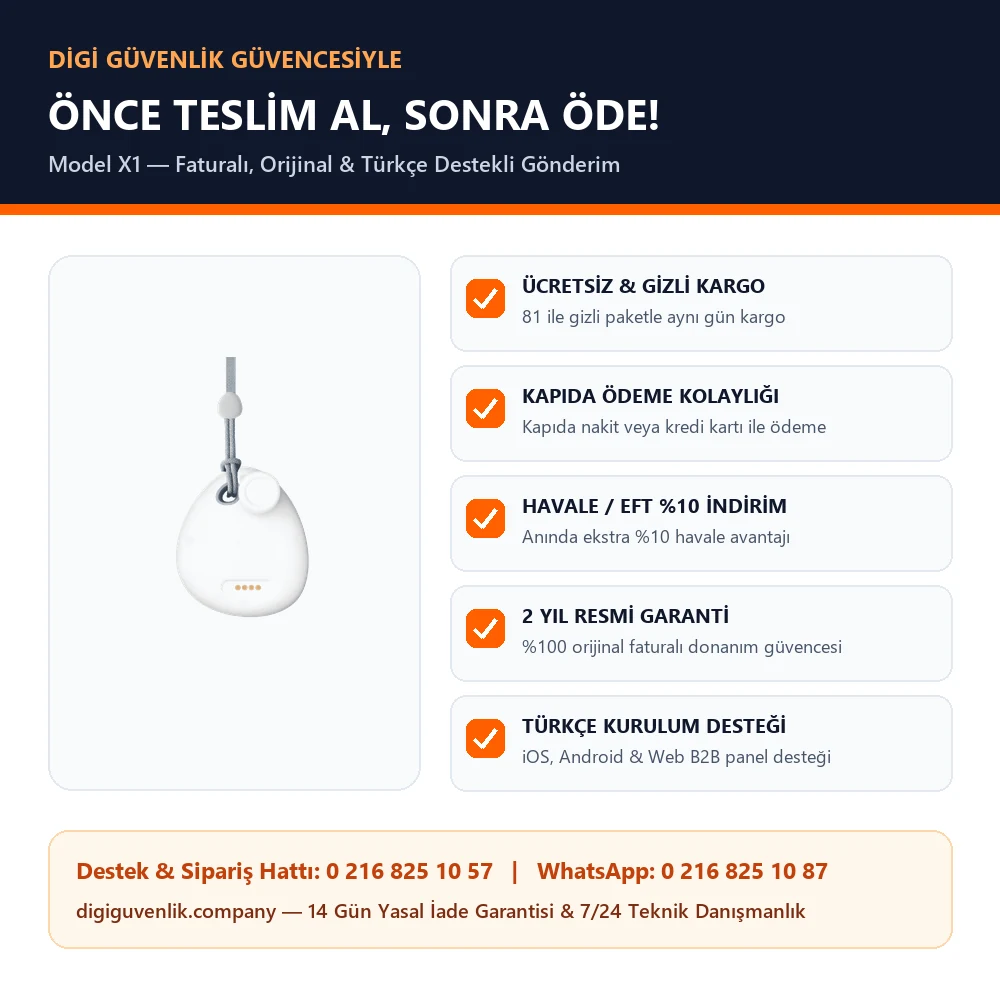 DİGİ GÜVENLİK GÜVENCESİYLE
ÖNCE TESLİM AL, SONRA ÖDE!
Model X1 — Faturalı, Orijinal & Türkçe Destekli Gönderim
ÜCRETSİZ & GİZLİ KARGO
81 ile gizli paketle aynı gün kargo
KAPIDA ÖDEME KOLAYLIĞI
Kapıda nakit veya kredi kartı ile ödeme
HAVALE / EFT %10 İNDİRİM
Anında ekstra %10 havale avantajı
2 YIL RESMİ GARANTİ
%100 orijinal faturalı donanım güvencesi
TÜRKÇE KURULUM DESTEĞİ
iOS, Android & Web B2B panel desteği
Destek & Sipariş Hattı: 0 216 825 10 57 | WhatsApp: 0 216 825 10 87
digiguvenlik.company — 14 Gün Yasal İade Garantisi & 7/24 Teknik Danışmanlık